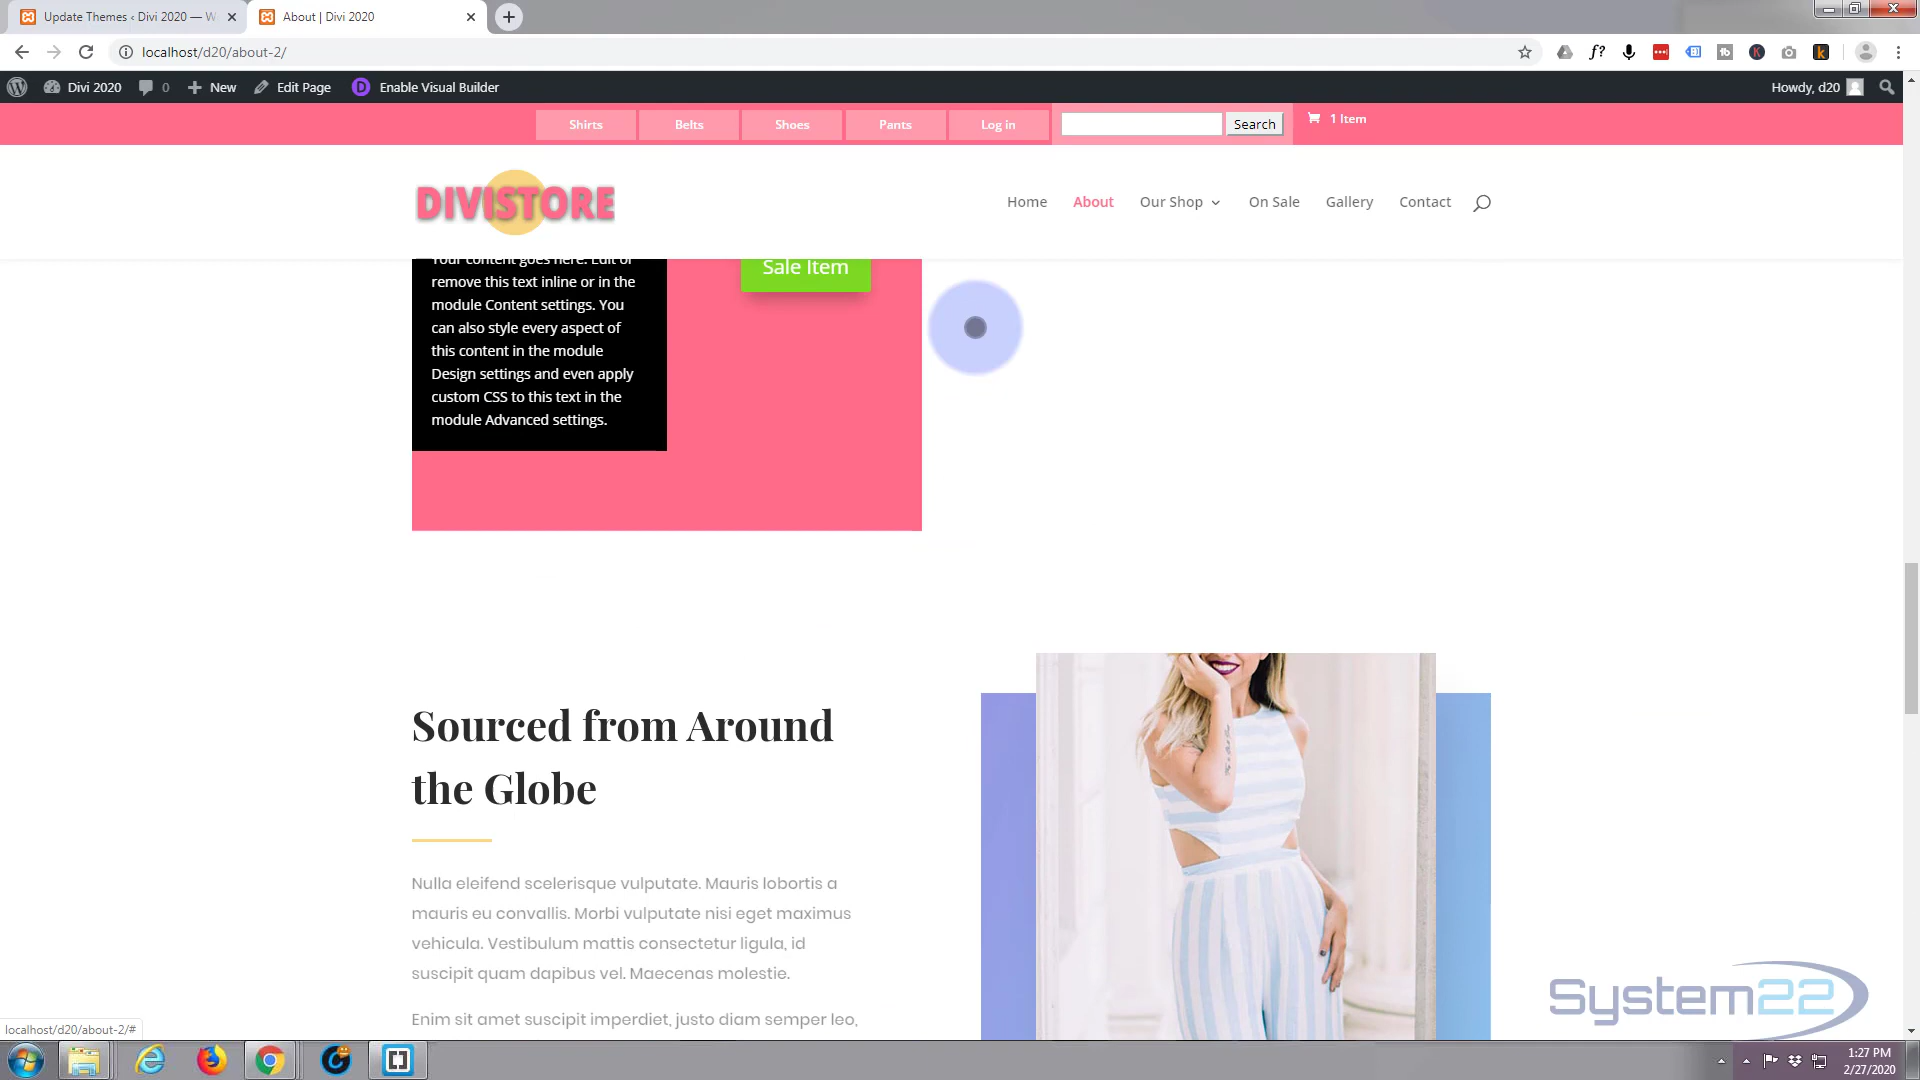 Update Themes ‹ Divi 2020 — W
About | Divi 2020
localhost/d20/about-2/
Divi 2020
0
New
Edit Page
Enable Visual Builder
Howdy, d20
Shirts
Belts
Shoes
Pants
Log in
Search
1 Item
DIVISTORE
Home
About
Our Shop
On Sale
Gallery
Contact
Your content goes here. Edit or
remove this text inline or in the
module Content settings. You
can also style every aspect of
this content in the module
Design settings and even apply
custom CSS to this text in the
module Advanced settings.
Sale Item
Sourced from Around
the Globe
Nulla eleifend scelerisque vulputate. Mauris lobortis a
mauris eu convallis. Morbi vulputate nisi eget maximus
vehicula. Vestibulum mattis consectetur ligula, id
suscipit quam dapibus vel. Maecenas molestie.
Enim sit amet suscipit imperdiet, justo diam semper leo,
System22
localhost/d20/about-2/#
1:27 PM
2/27/2020